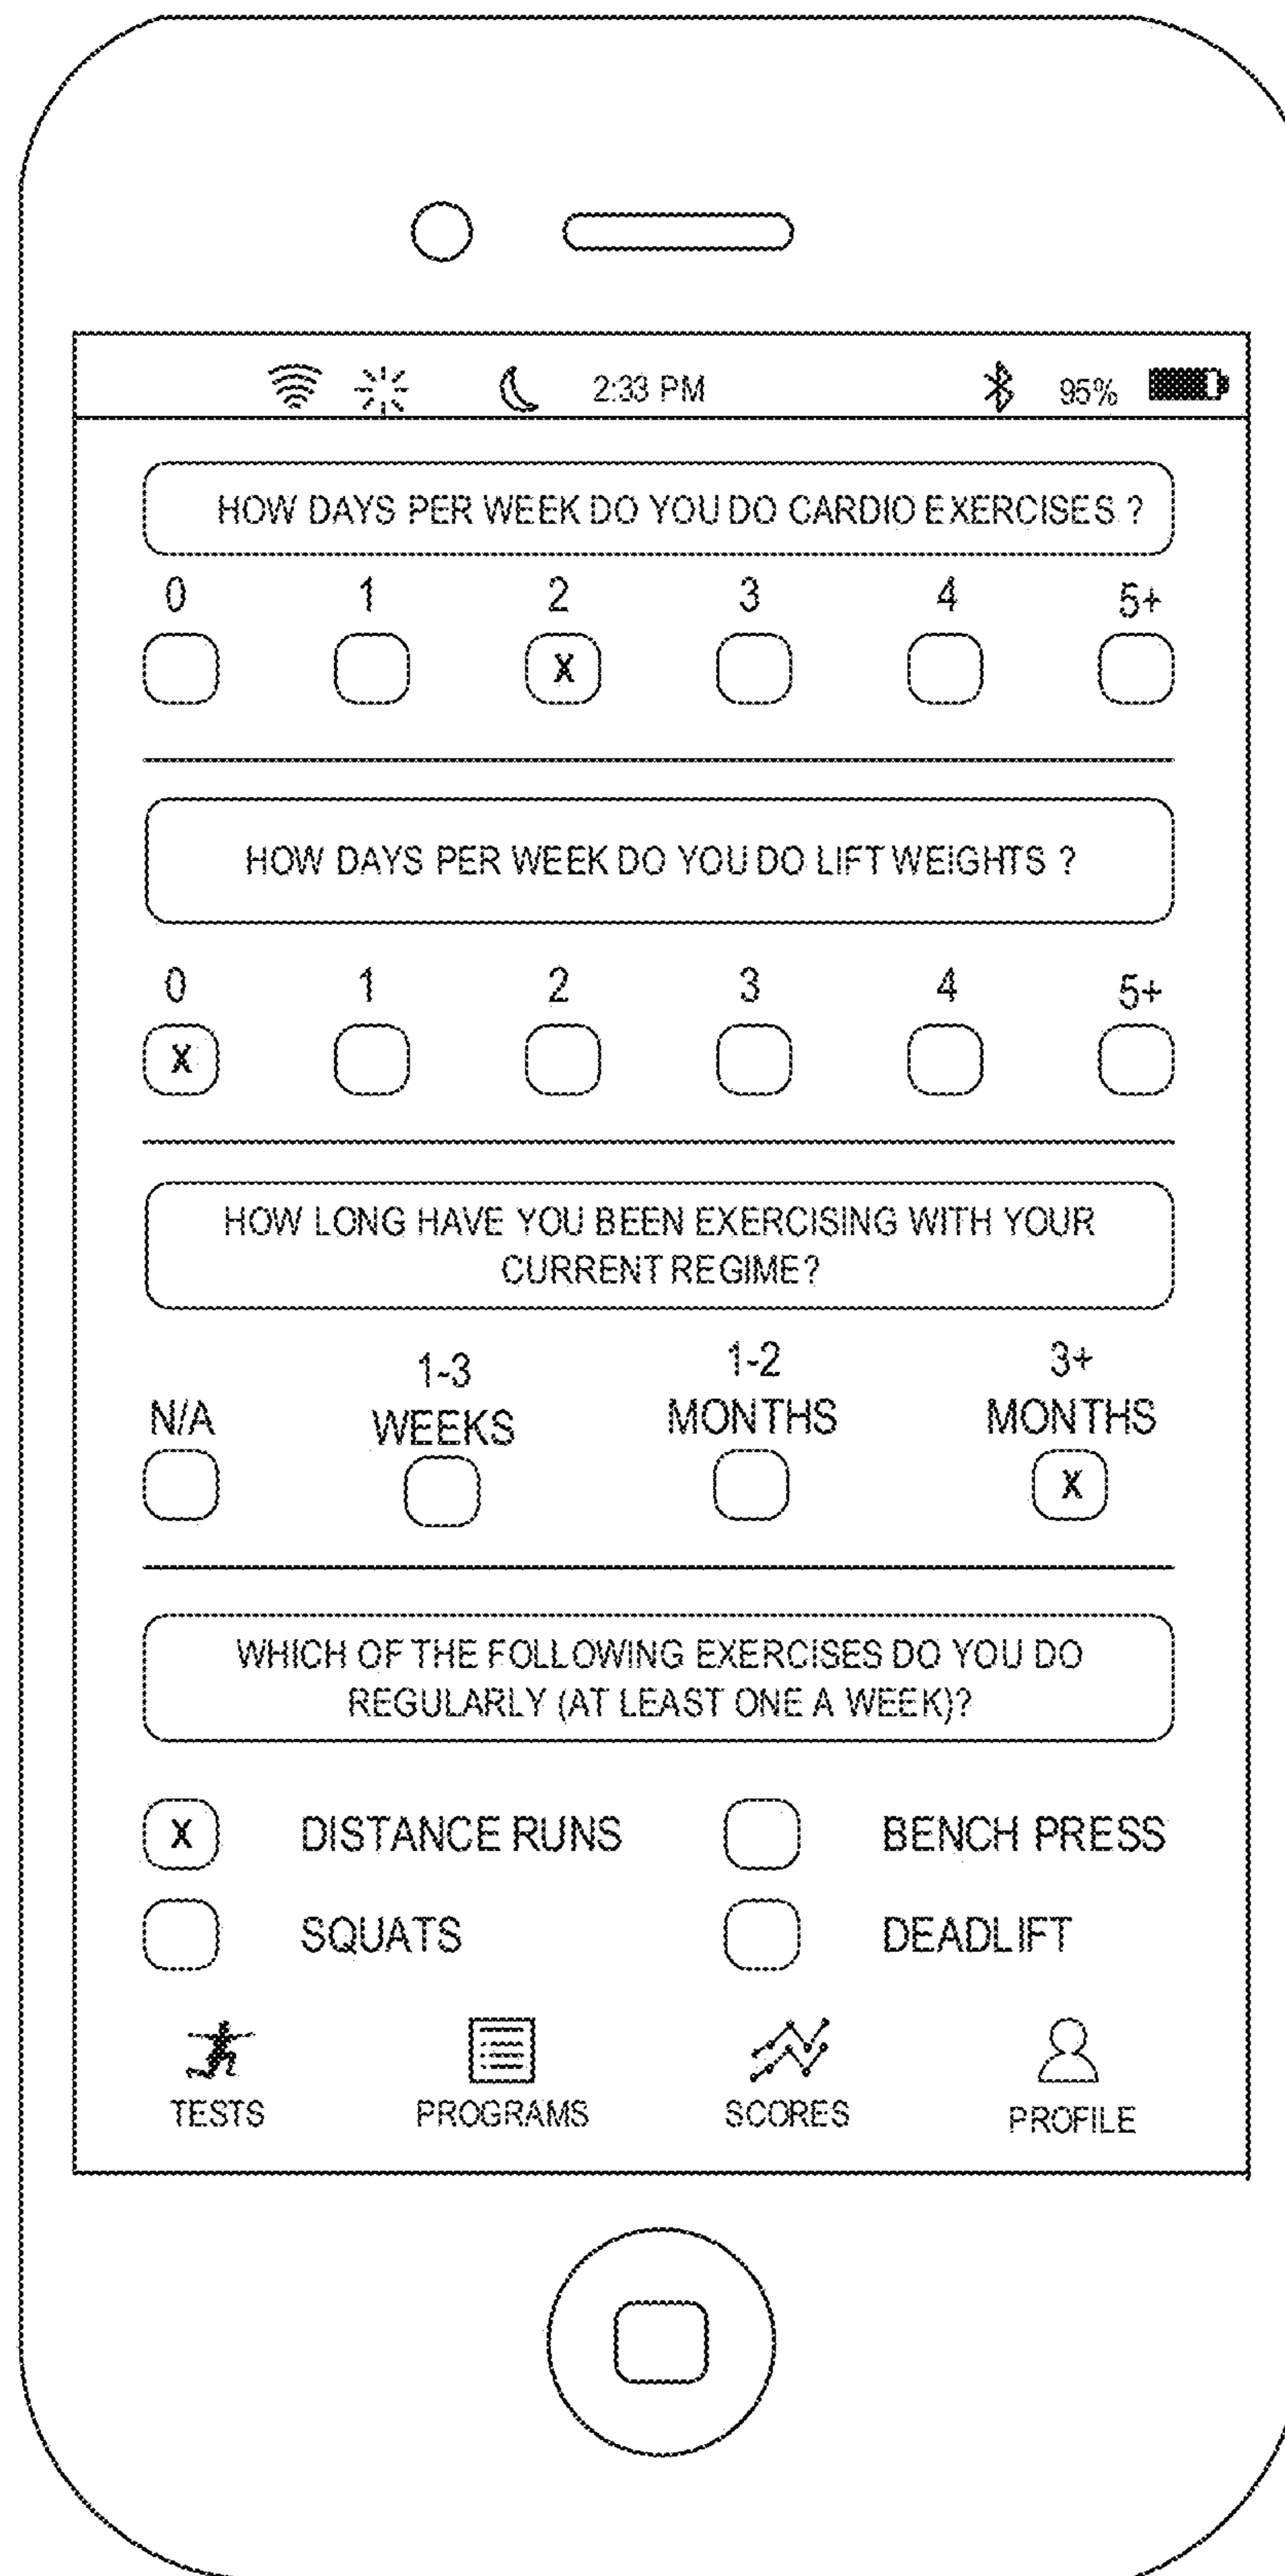 2:33 PM 95%
HOW DAYS PER WEEK DO YOU DO CARDIO EXERCISES ?
0 1 2 3 4 5+
X
HOW DAYS PER WEEK DO YOU DO LIFT WEIGHTS ?
0 1 2 3 4 5+
X
HOW LONG HAVE YOU BEEN EXERCISING WITH YOUR
CURRENT REGIME?
1-3 1-2 3+
N/A WEEKS MONTHS MONTHS
X
WHICH OF THE FOLLOWING EXERCISES DO YOU DO
REGULARLY (AT LEAST ONE A WEEK)?
X DISTANCE RUNS BENCH PRESS
SQUATS DEADLIFT
TESTS PROGRAMS SCORES PROFILE